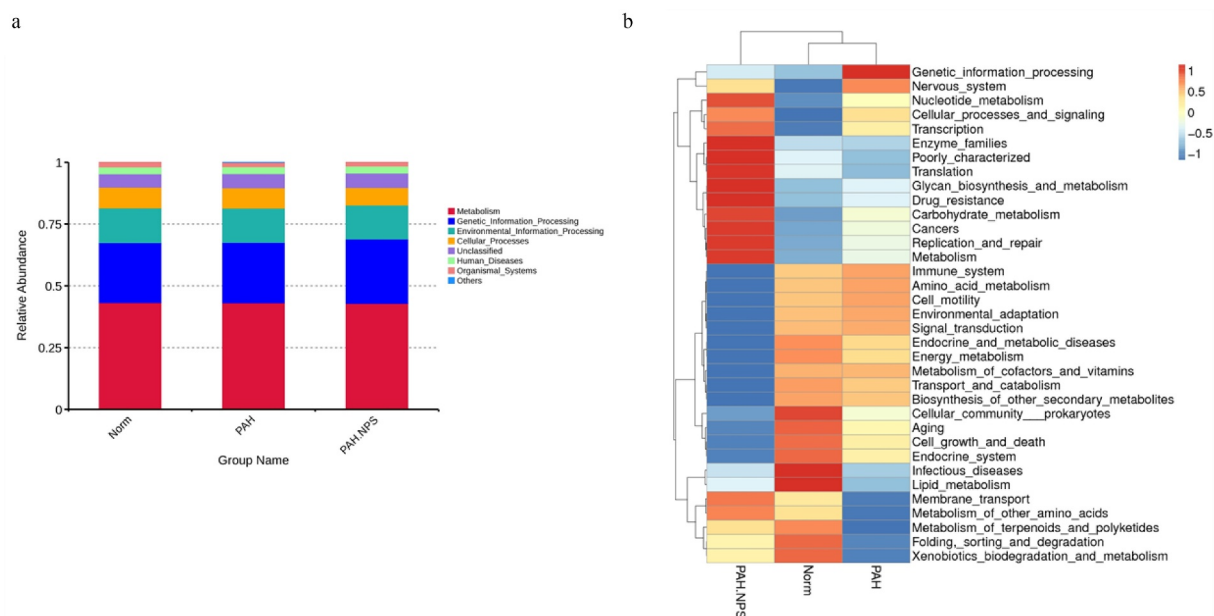 a
1
0.75
0.5
0.25
0
Relative Abundance
Norm
PAH
PAH.NPS
Group Name
Metabolism
Genetic_Information_Processing
Environmental_Information_Processing
Cellular_Processes
Unclassified
Human_Diseases
Organismal_Systems
Others
b
Genetic_information_processing
Nervous_system
Nucleotide_metabolism
Cellular_processes_and_signaling
Transcription
Enzyme_families
Poorly_characterized
Translation
Glycan_biosynthesis_and_metabolism
Drug_resistance
Carbohydrate_metabolism
Cancers
Replication_and_repair
Metabolism
Immune_system
Amino_acid_metabolism
Cell_motility
Environmental_adaptation
Signal_transduction
Endocrine_and_metabolic_diseases
Energy_metabolism
Metabolism_of_cofactors_and_vitamins
Transport_and_catabolism
Biosynthesis_of_other_secondary_metabolites
Cellular_community___prokaryotes
Aging
Cell_growth_and_death
Endocrine_system
Infectious_diseases
Lipid_metabolism
Membrane_transport
Metabolism_of_other_amino_acids
Metabolism_of_terpenoids_and_polyketides
Folding,_sorting_and_degradation
Xenobiotics_biodegradation_and_metabolism
PAH.NPS
Norm
PAH
1
0.5
0
−0.5
−1